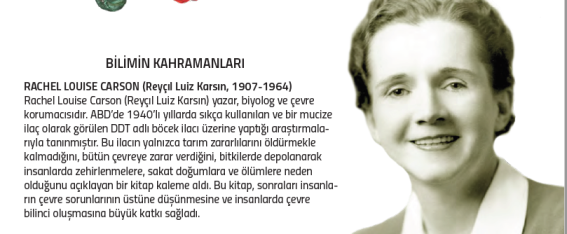 BİLİMİN KAHRAMANLARI
RACHEL LOUISE CARSON (Reyçıl Luiz Karsın, 1907-1964)
Rachel Louise Carson (Reyçıl Luiz Karsın) yazar, biyolog ve çevre
korumacısıdır. ABD’de 1940’lı yıllarda sıkça kullanılan ve bir mucize
ilaç olarak görülen DDT adlı böcek ilacı üzerine yaptığı araştırmala-
rıyla tanınmıştır. Bu ilacın yalnızca tarım zararlılarını öldürmekle
kalmadığını, bütün çevreye zarar verdiğini, bitkilerde depolanarak
insanlarda zehirlenmelere, sakat doğumlara ve ölümlere neden
olduğunu açıklayan bir kitap kaleme aldı. Bu kitap, sonraları insanla-
rın çevre sorunlarının üstüne düşünmesine ve insanlarda çevre
bilinci oluşmasına büyük katkı sağladı.